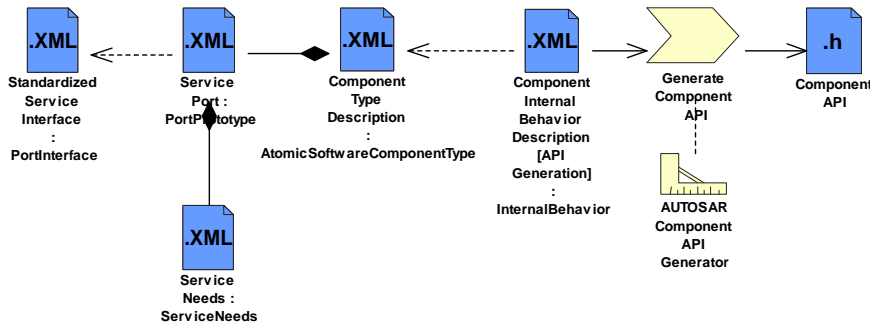 .XML
Standardized
Service
Interface
:
PortInterface
.XML
Service
Port :
PortPrototype
.XML
Component
Type
Description
:
AtomicSoftwareComponentType
.XML
Component
Internal
Behavior
Description
[API
Generation]
:
InternalBehavior
Generate
Component
API
.h
Component
API
.XML
Service
Needs :
ServiceNeeds
AUTOSAR
Component
API
Generator